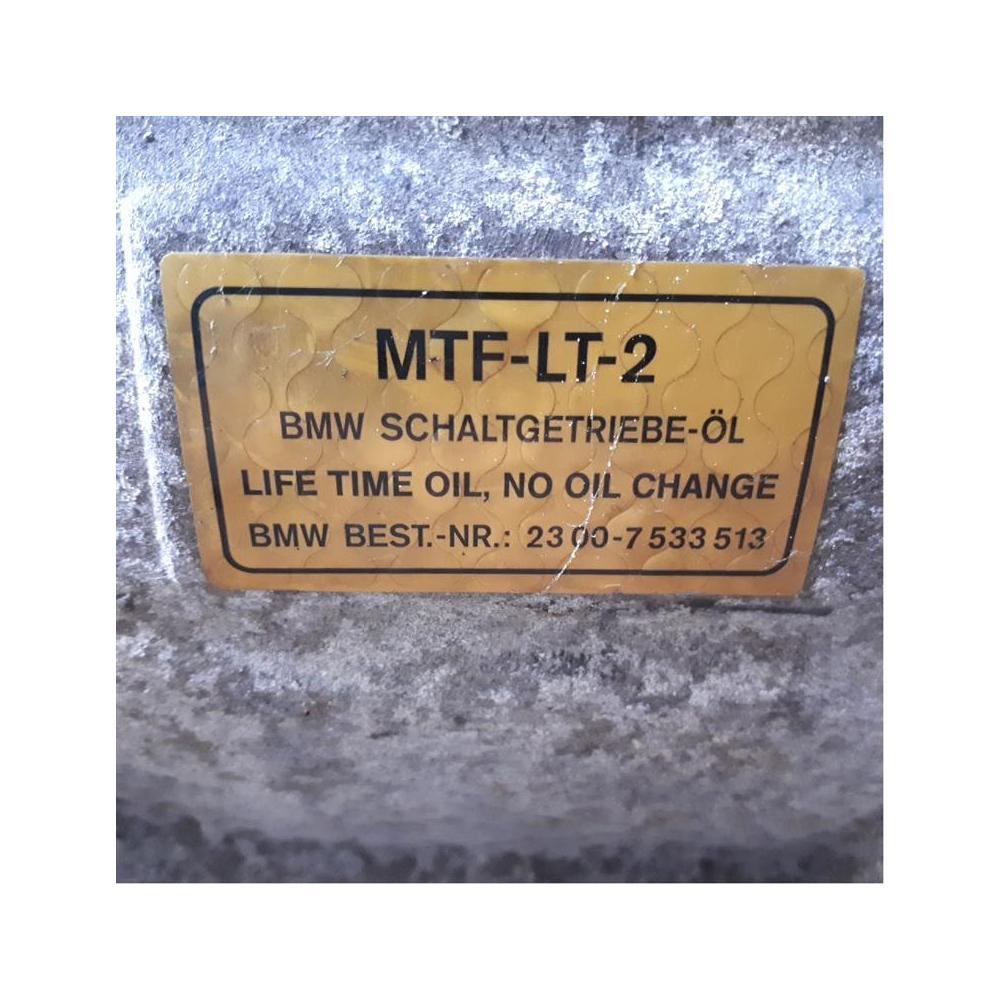 MTF-LT-2
BMW SCHALTGETRIEBE-ÖL
LIFE TIME OIL, NO OIL CHANGE
BMW BEST.-NR.: 23 00-7 533 513